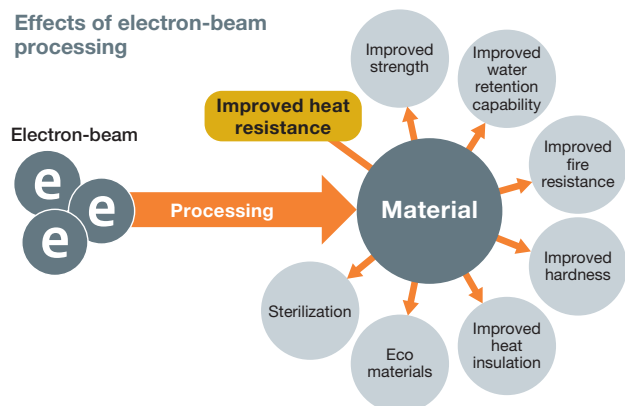 Effects of electron-beam
processing
Improved
strength
Improved
water
retention
capability
Improved heat
resistance
Electron-beam
e
e
e
Processing
Material
Improved
fire
resistance
Improved
hardness
Improved
heat
insulation
Eco
materials
Sterilization